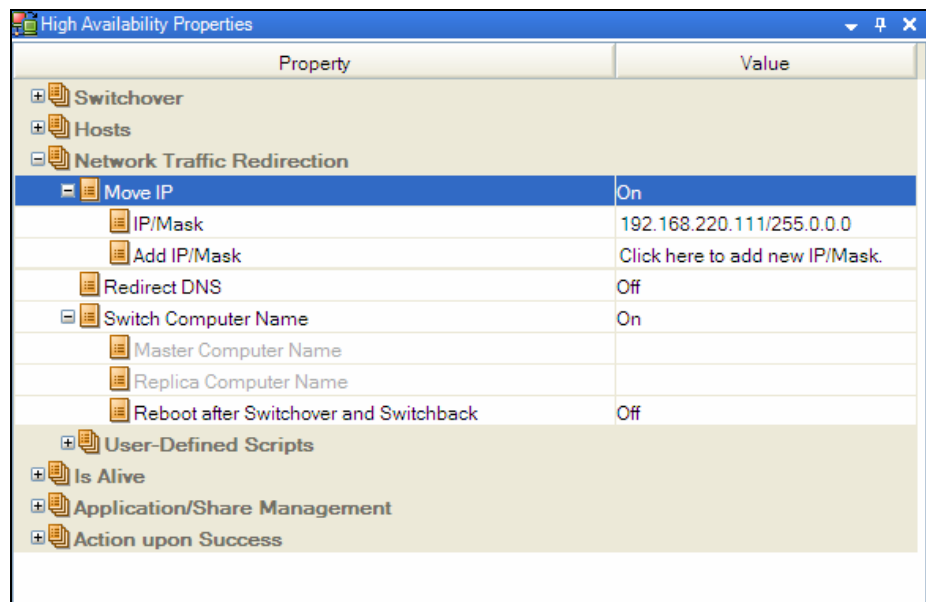 High Availability Properties
Property Value
Switchover
Hosts
Network Traffic Redirection
Move IP On
IP/Mask 192.168.220.111/255.0.0.0
Add IP/Mask Click here to add new IP/Mask.
Redirect DNS Off
Switch Computer Name On
Master Computer Name
Replica Computer Name
Reboot after Switchover and Switchback Off
User-Defined Scripts
Is Alive
Application/Share Management
Action upon Success